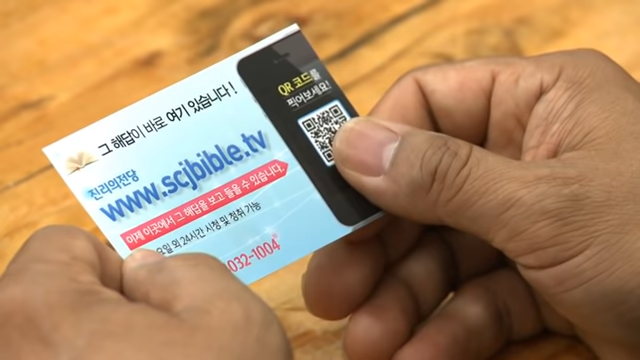 그 해답이 바로 여기 있습니다!
진리의전당
www.scjbible.tv
이제 이곳에서 그 해답을 보고 들을 수 있습니다.
외 24시간 시청 및 청취 가능
032-1004
QR 코드를
찍어보세요!